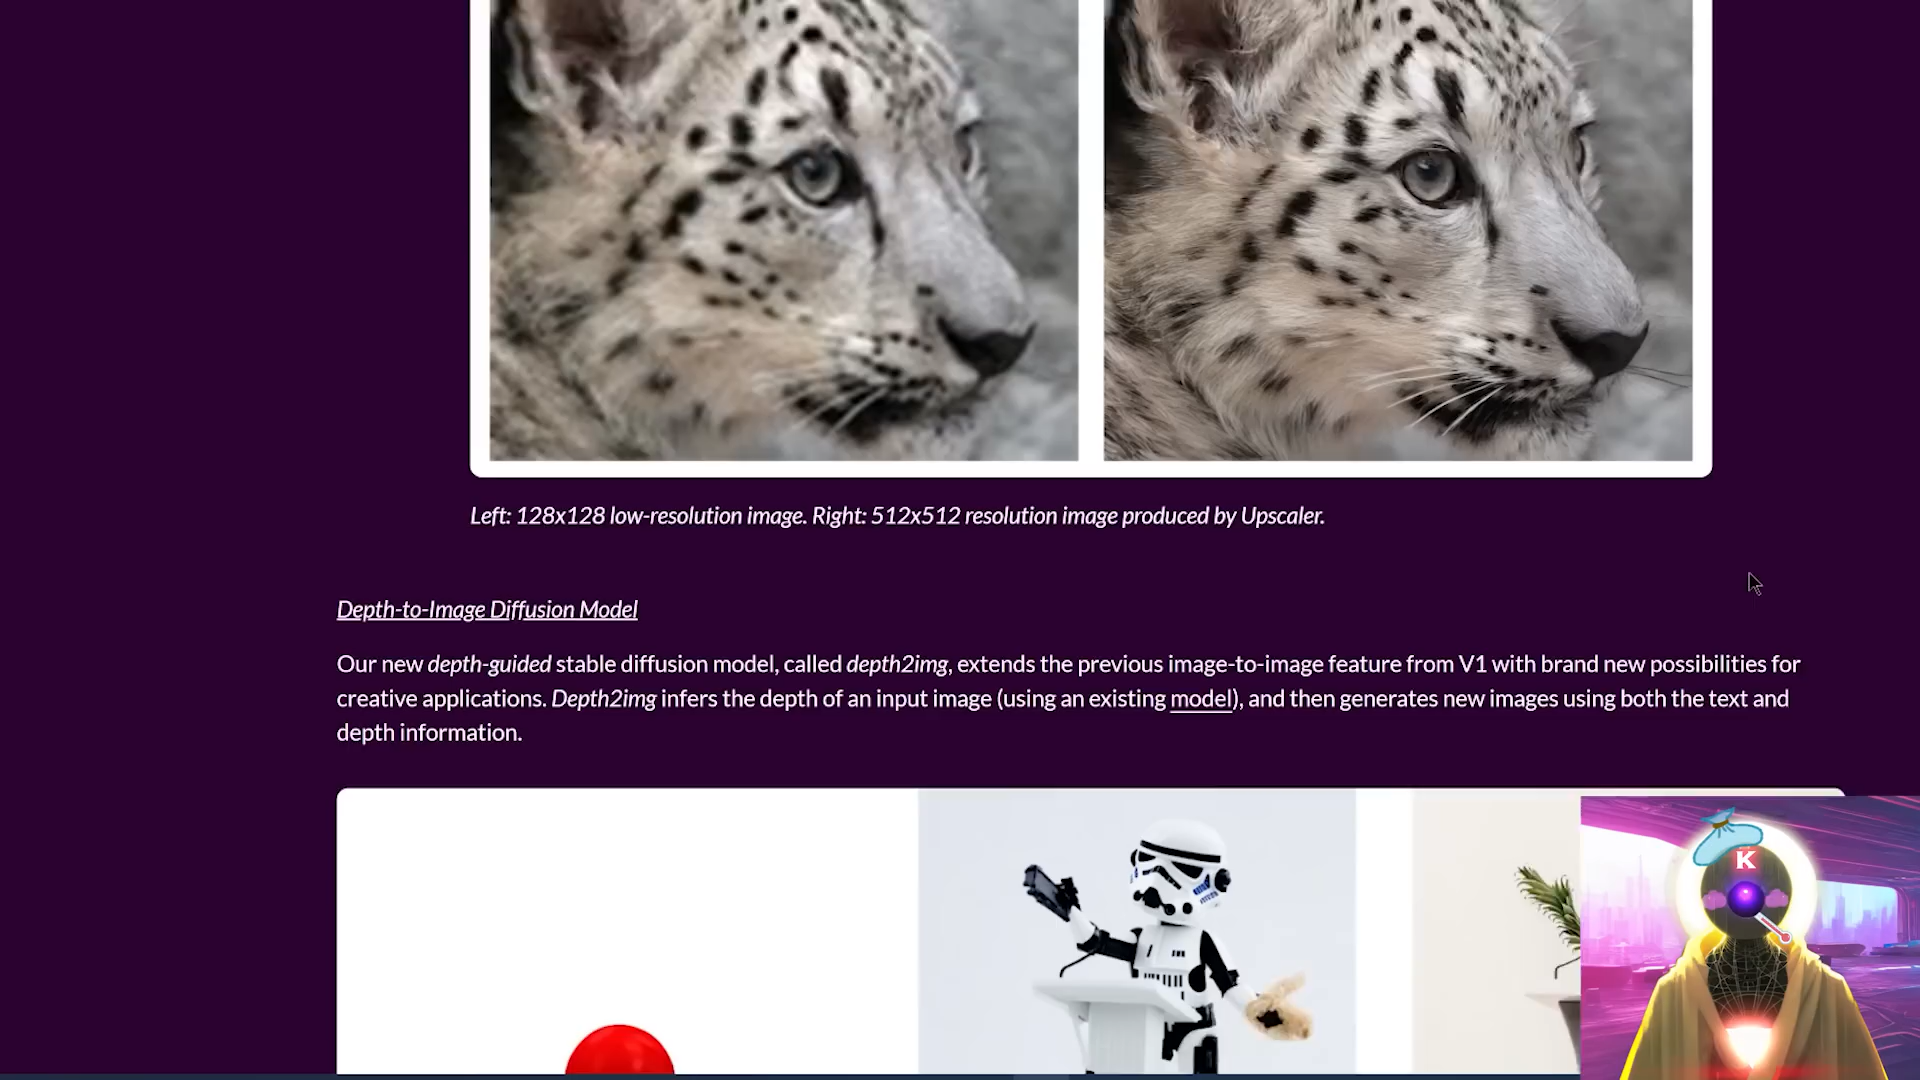 Left: 128x128 low-resolution image. Right: 512x512 resolution image produced by Upscaler.
Depth-to-Image Diffusion Model
Our new depth-guided stable diffusion model, called depth2img, extends the previous image-to-image feature from V1 with brand new possibilities for
creative applications. Depth2img infers the depth of an input image (using an existing model), and then generates new images using both the text and
depth information.
K